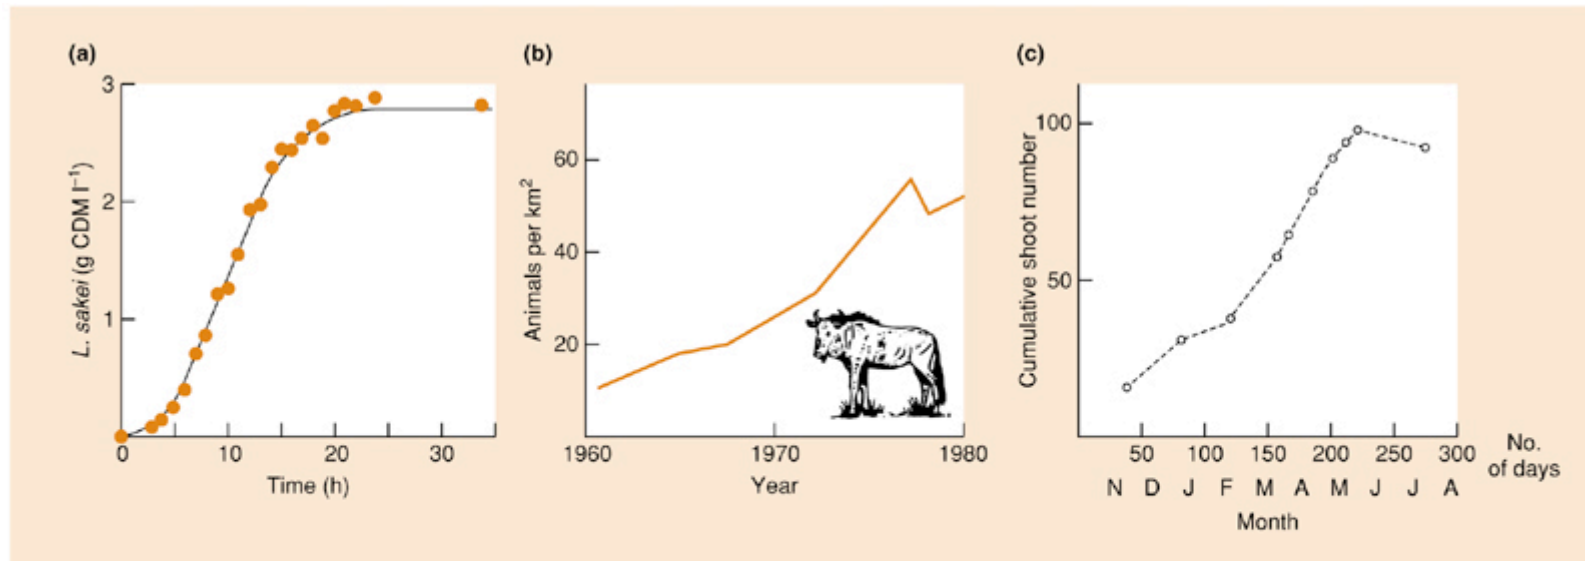 (a)
3
2
1
L. sakei (g CDM l⁻¹)
0 10 20 30
Time (h)
(b)
60
40
20
Animals per km²
1960 1970 1980
Year
(c)
100
50
Cumulative shoot number
50 100 150 200 250 300
No. of days
N D J F M A M J J A
Month